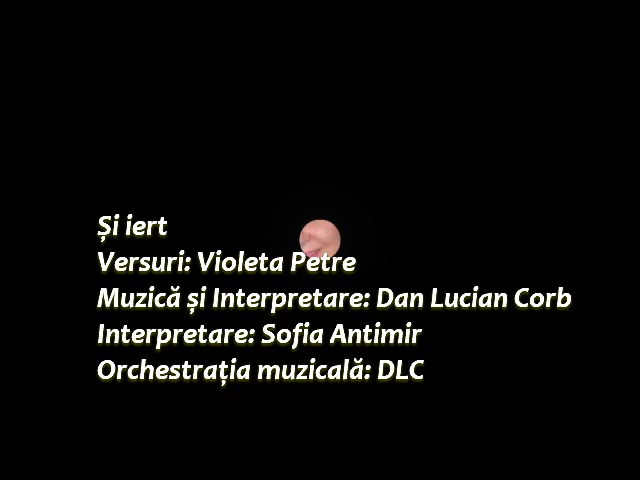 Și iert
Versuri: Violeta Petre
Muzică și Interpretare: Dan Lucian Corb
Interpretare: Sofia Antimir
Orchestrația muzicală: DLC